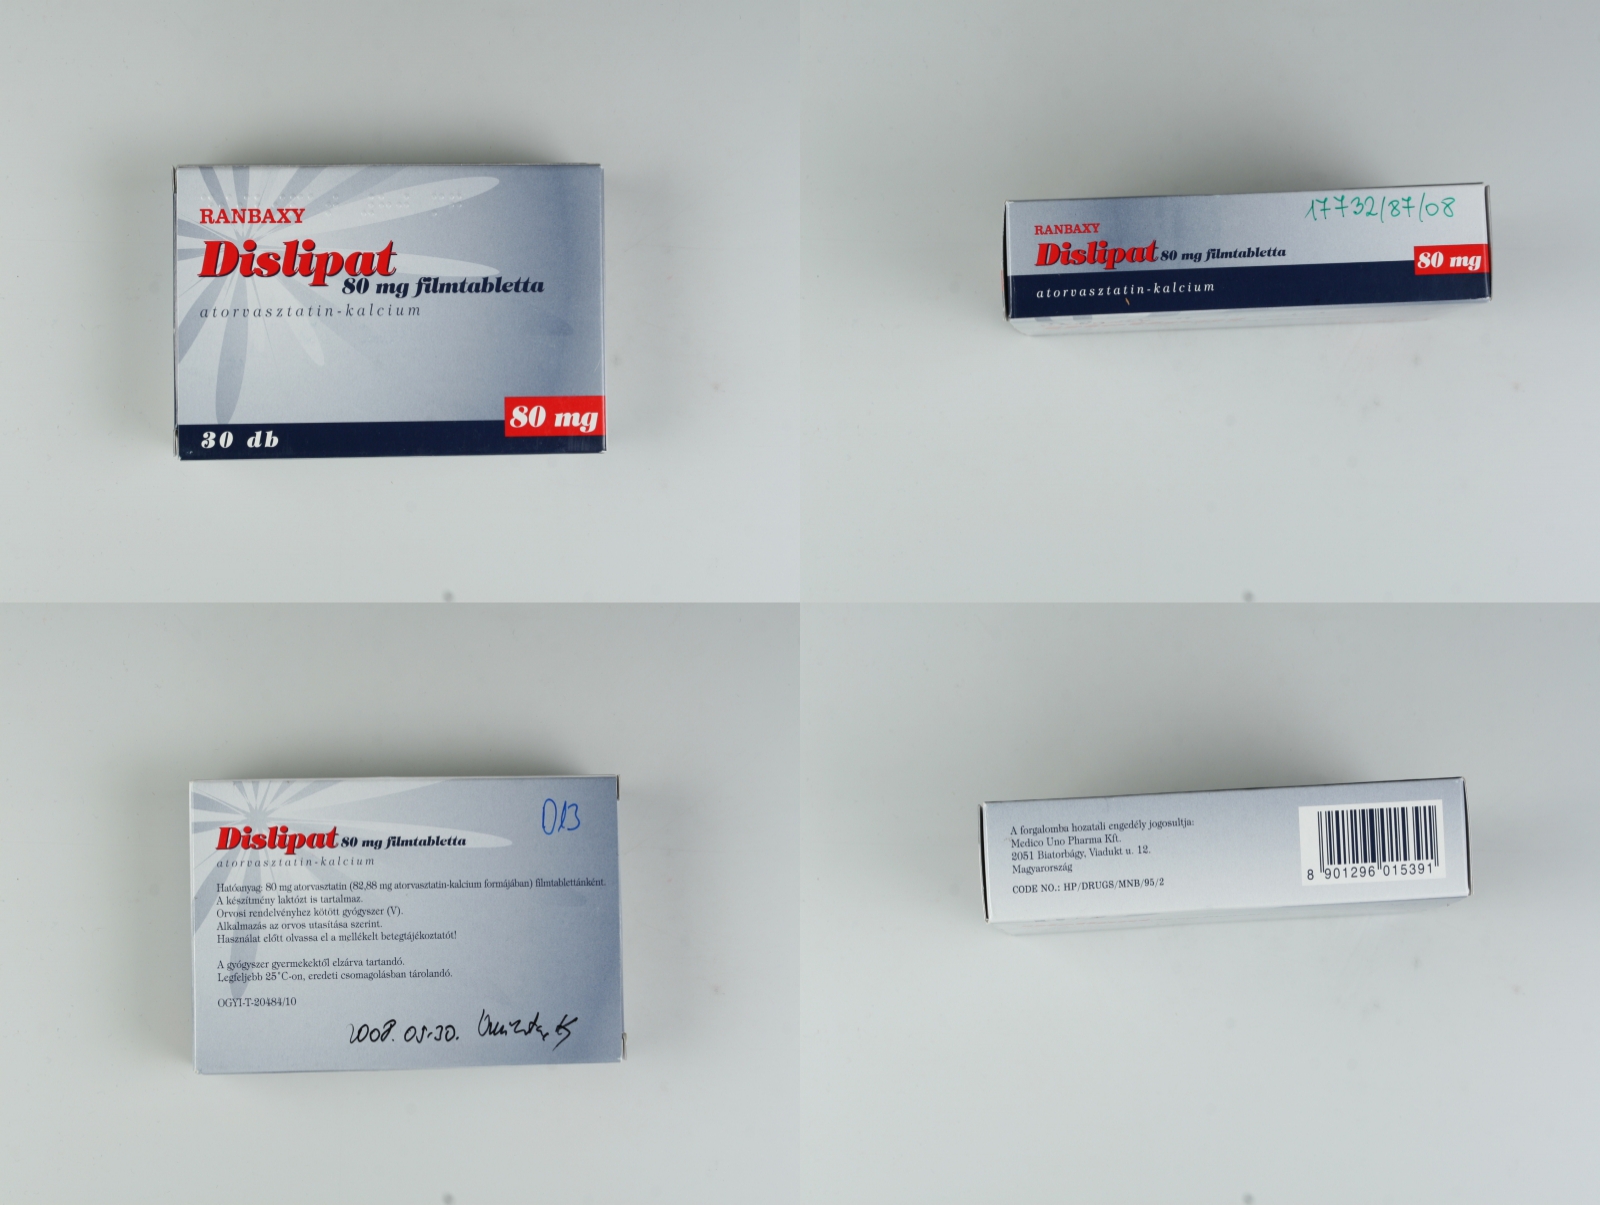 RANBAXY
Dislipat
80 mg filmtabletta
atorvasztatin-kalcium
80 mg
30 db
17732/87/08
RANBAXY
Dislipat 80 mg filmtabletta
80 mg
atorvasztatin-kalcium
Dislipat 80 mg filmtabletta
atorvasztatin-kalcium
Hatóanyag: 80 mg atorvasztatin (82,88 mg atorvasztatin-kalcium formájában) filmtablettánként.
A készítmény laktózt is tartalmaz.
Orvosi rendelvényhez kötött gyógyszer (V).
Alkalmazás az orvos utasítása szerint.
Használat előtt olvassa el a mellékelt betegtájékoztatót!
A gyógyszer gyermekektől elzárva tartandó.
Legfeljebb 25°C-on, eredeti csomagolásban tárolandó.
OGYI-T-20484/10
2008. 05.30.
A forgalomba hozatali engedély jogosultja:
Medico Uno Pharma Kft.
2051 Biatorbágy, Viadukt u. 12.
Magyarország
CODE NO.: HP/DRUGS/MNB/95/2
8 901296 015391